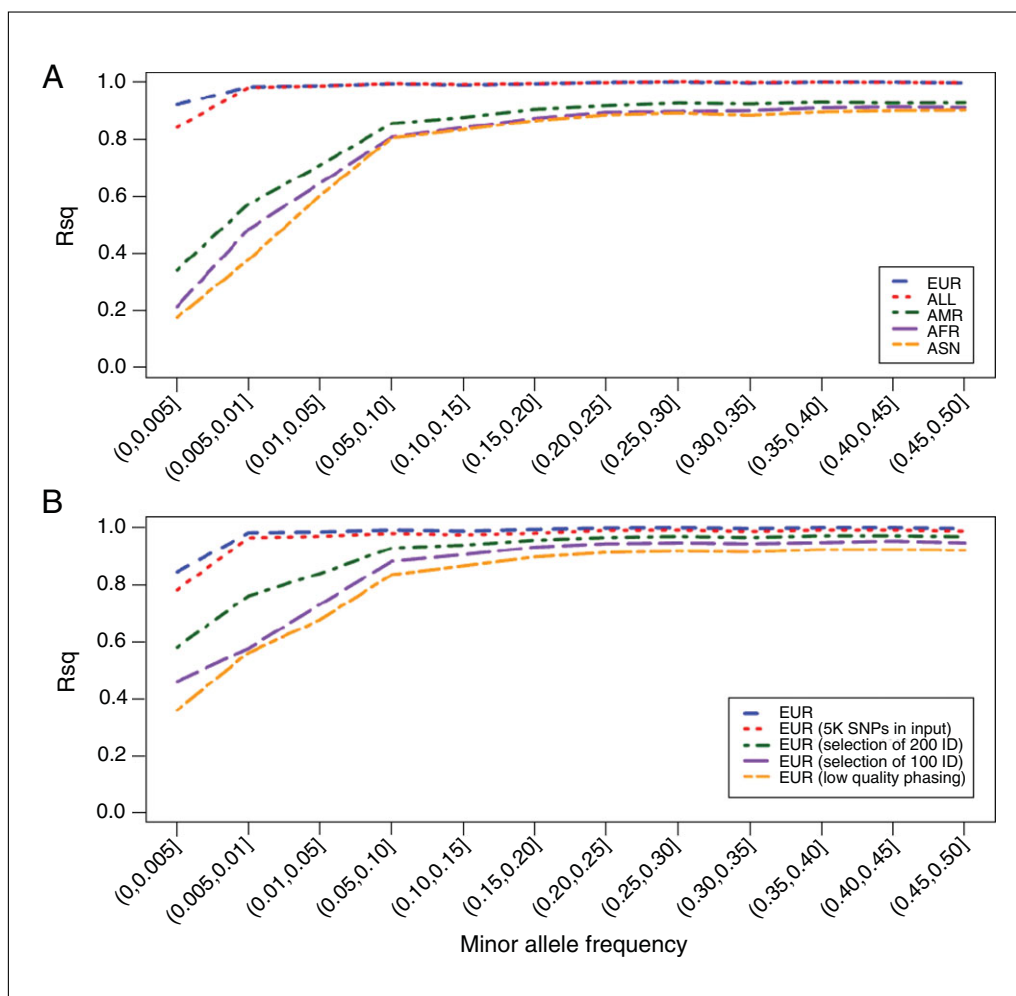 A
1.0
0.8
0.6
0.4
0.2
0.0
Rsq
EUR
ALL
AMR
AFR
ASN
(0,0.005]
(0.005,0.01]
(0.01,0.05]
(0.05,0.10]
(0.10,0.15]
(0.15,0.20]
(0.20,0.25]
(0.25,0.30]
(0.30,0.35]
(0.35,0.40]
(0.40,0.45]
(0.45,0.50]
B
1.0
0.8
0.6
0.4
0.2
0.0
Rsq
EUR
EUR (5K SNPs in input)
EUR (selection of 200 ID)
EUR (selection of 100 ID)
EUR (low quality phasing)
(0,0.005]
(0.005,0.01]
(0.01,0.05]
(0.05,0.10]
(0.10,0.15]
(0.15,0.20]
(0.20,0.25]
(0.25,0.30]
(0.30,0.35]
(0.35,0.40]
(0.40,0.45]
(0.45,0.50]
Minor allele frequency